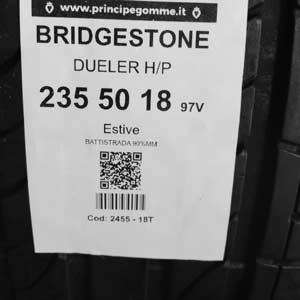 www.principegomme.it
BRIDGESTONE
DUELER H/P
235 50 18 97V
Estive
BATTISTRADA 90%MM
Cod: 2455 - 18T